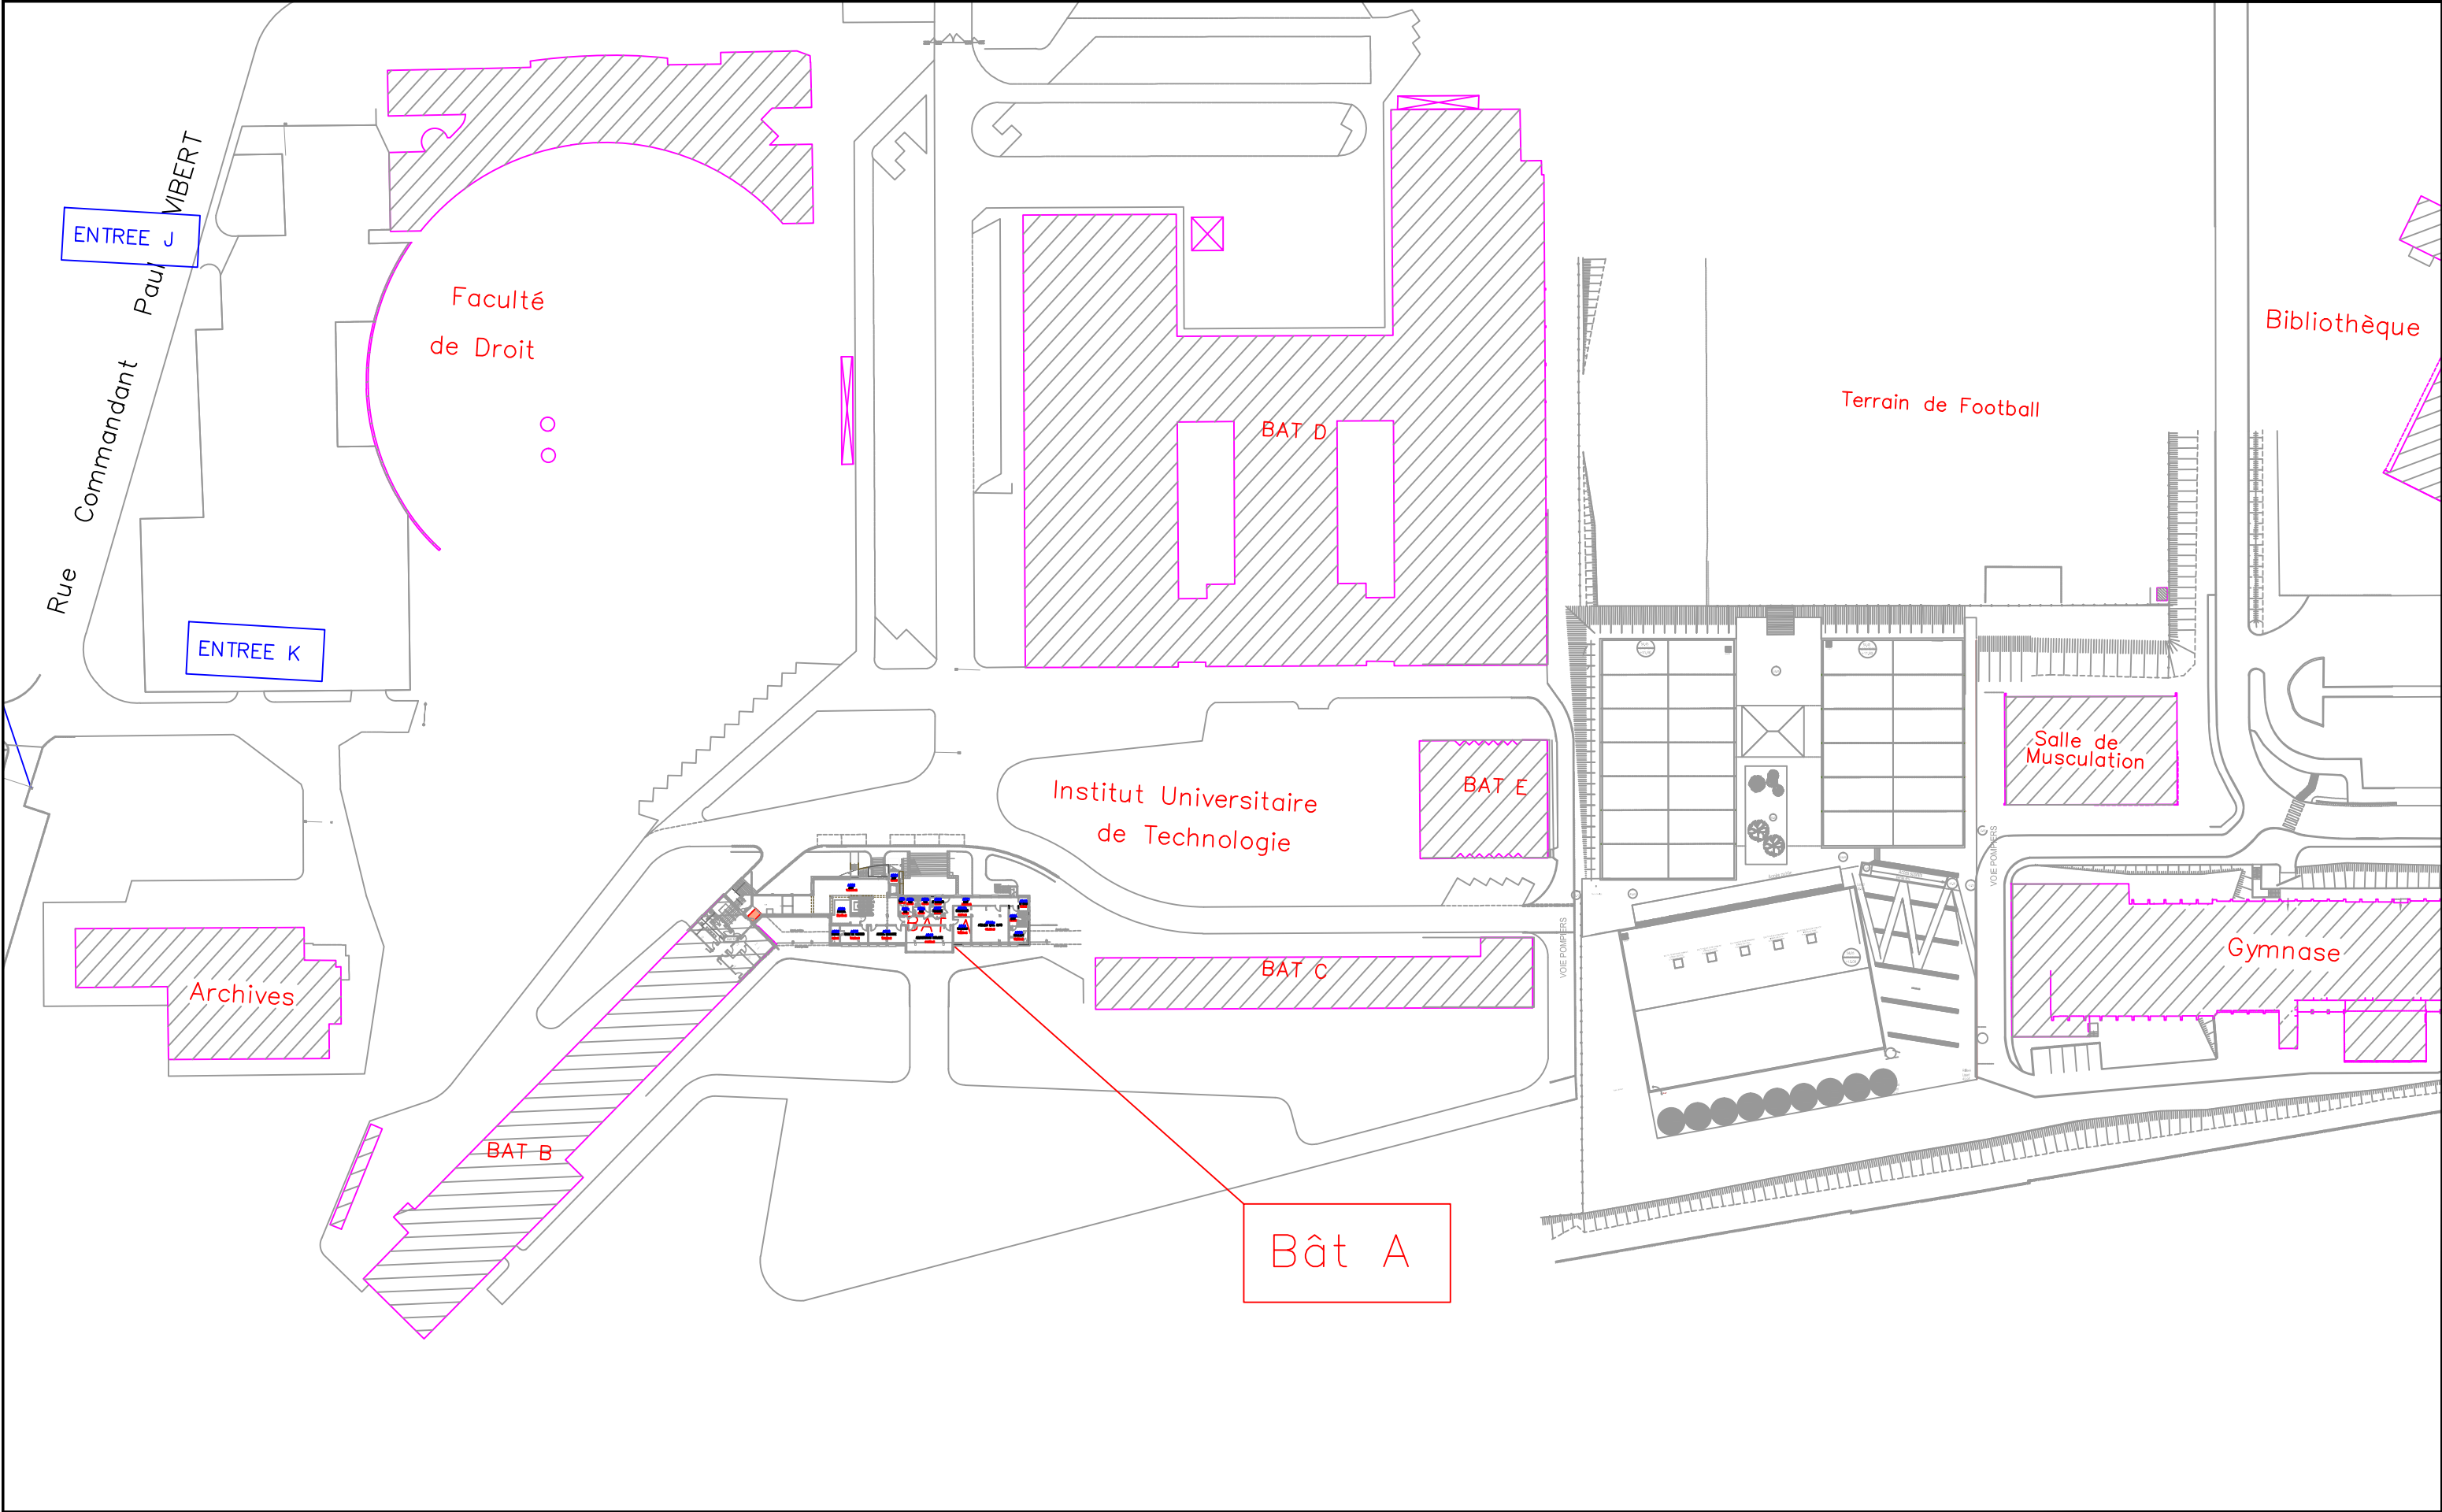 Rue Commandant Paul VIBERT
ENTREE J
ENTREE K
Faculté
de Droit
BAT D
Terrain de Football
Bibliothèque
Institut Universitaire
de Technologie
BAT E
Salle de
Musculation
VOIE POMPIERS
VOIE POMPIERS
BAT A
BAT C
Gymnase
Archives
BAT B
Bât A